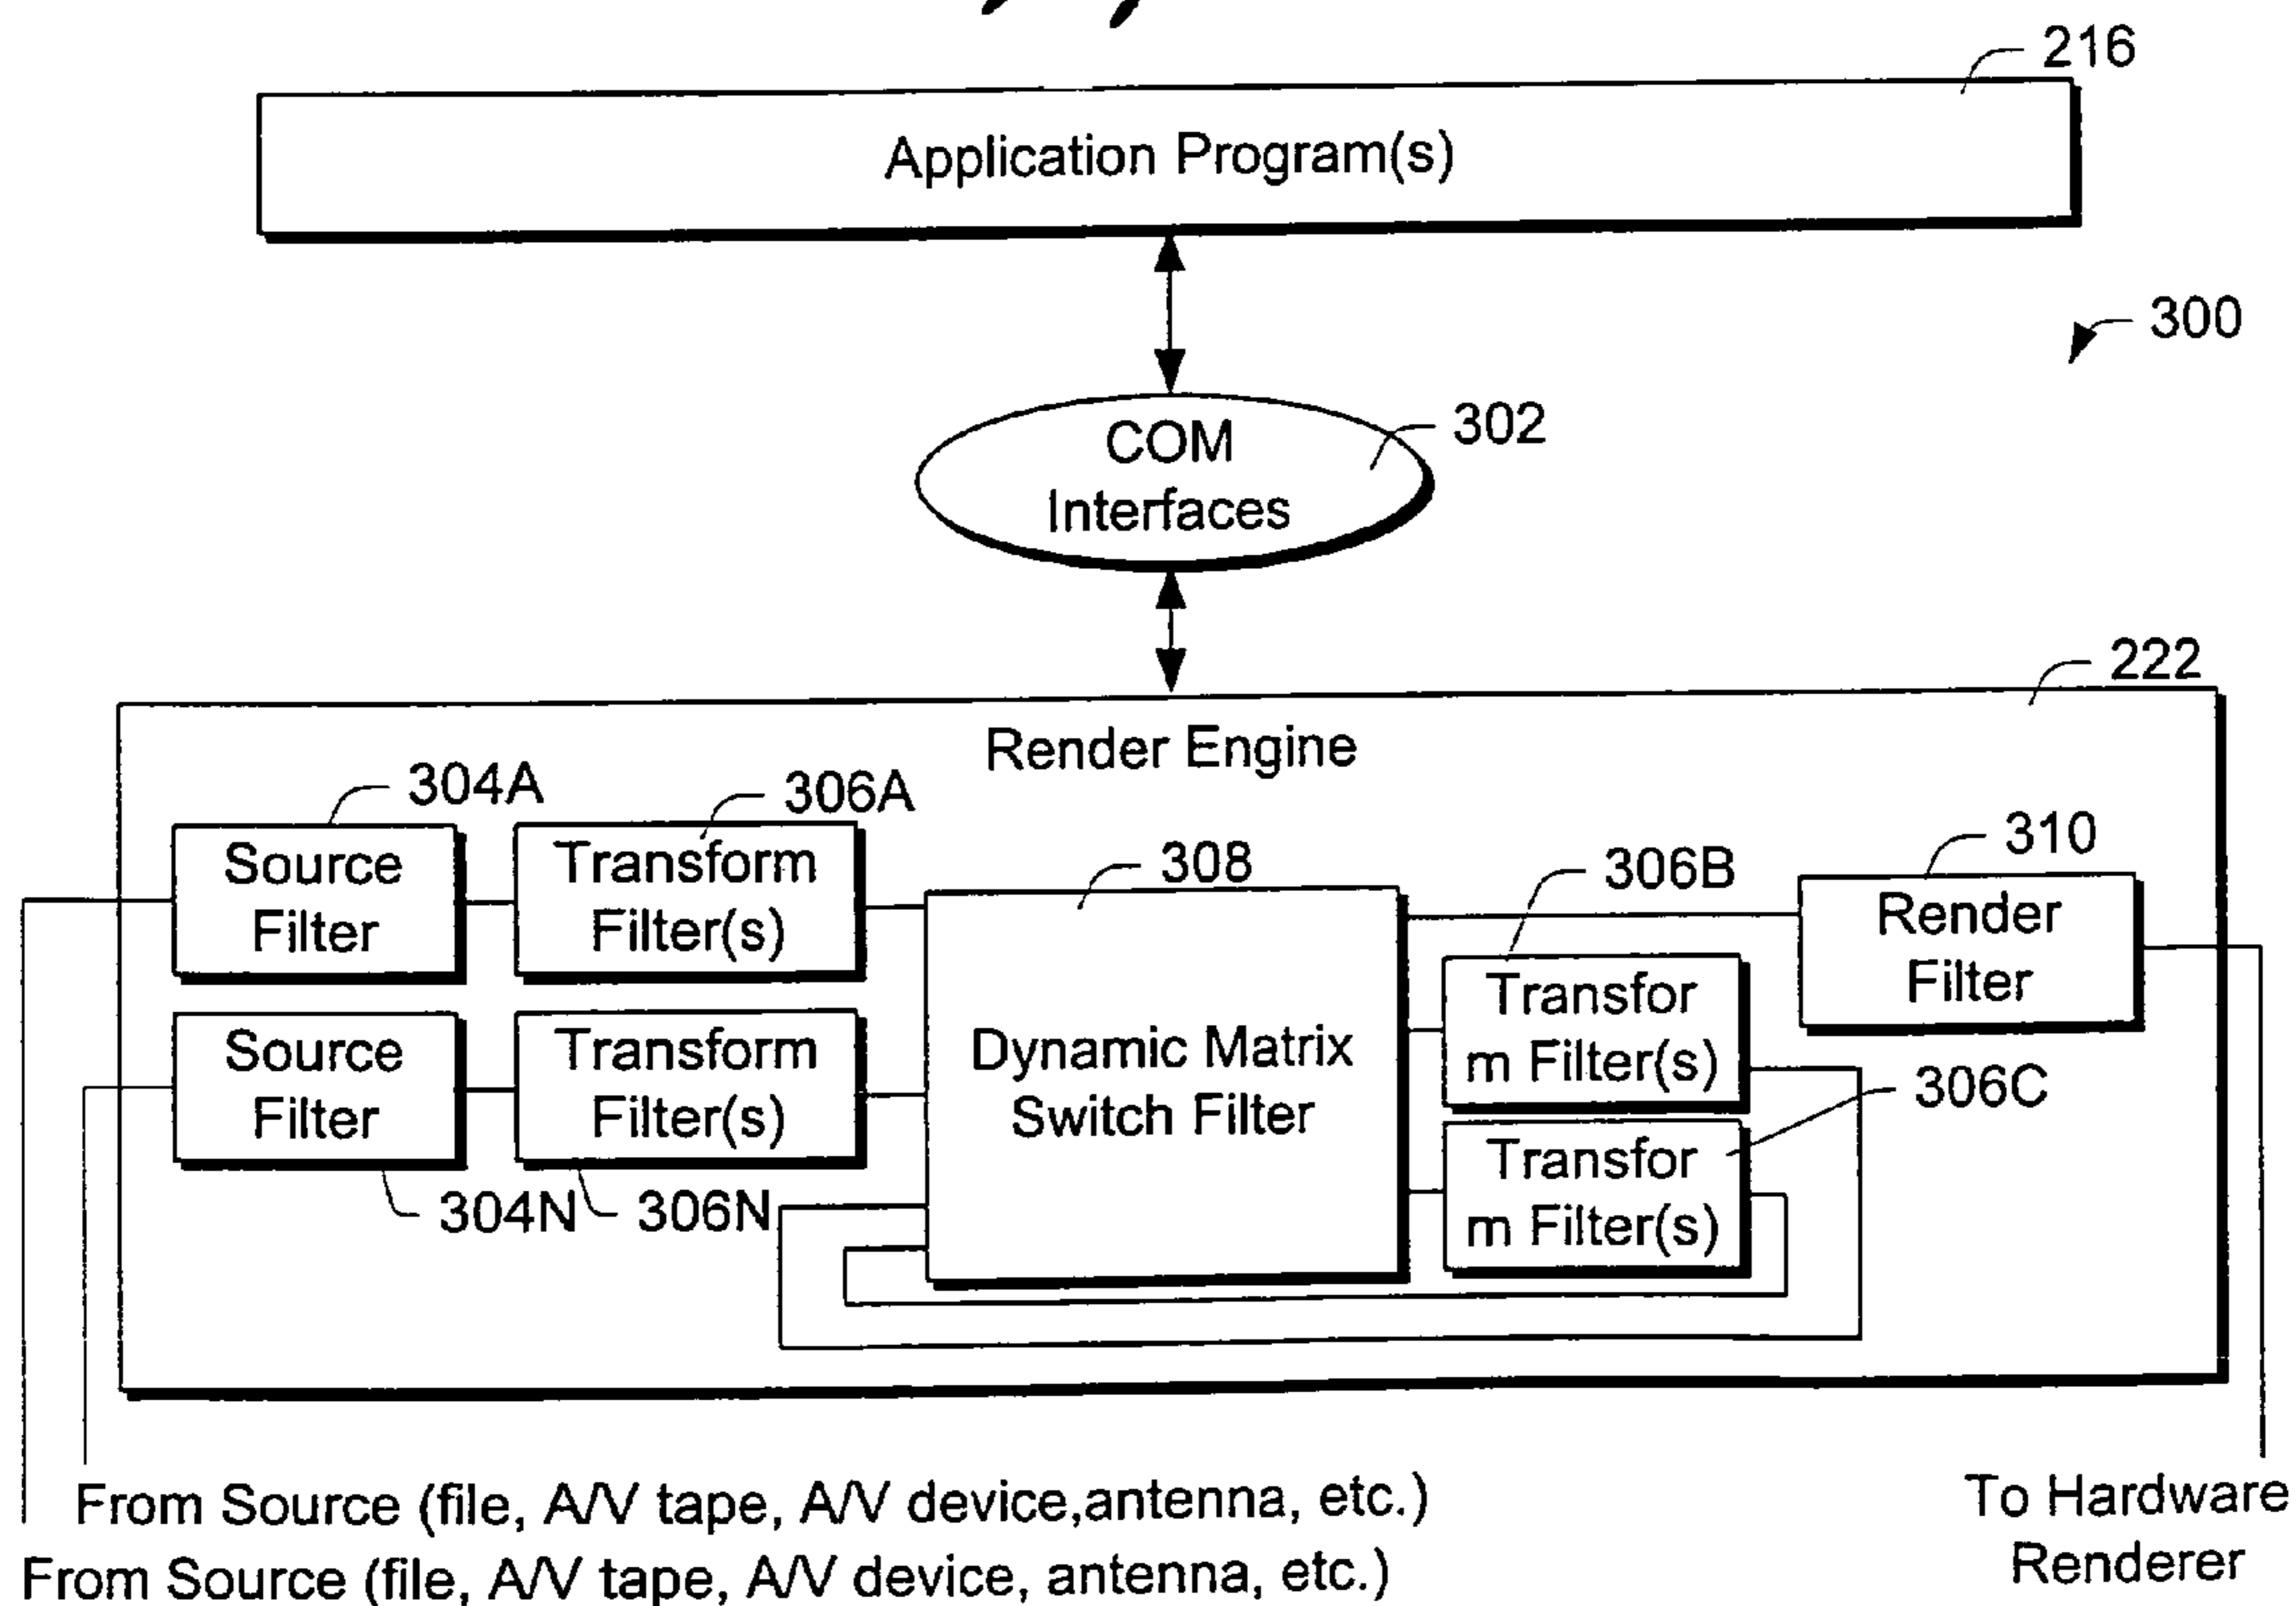 216
Application Program(s)
300
COM
Interfaces
302
222
Render Engine
304A
306A
308
306B
310
Source
Filter
Transform
Filter(s)
Render
Filter
Source
Filter
Transform
Filter(s)
Dynamic Matrix
Switch Filter
Transfor
m Filter(s)
306C
Transfor
m Filter(s)
304N
306N
From Source (file, A/V tape, A/V device,antenna, etc.)
From Source (file, A/V tape, A/V device, antenna, etc.)
To Hardware
Renderer